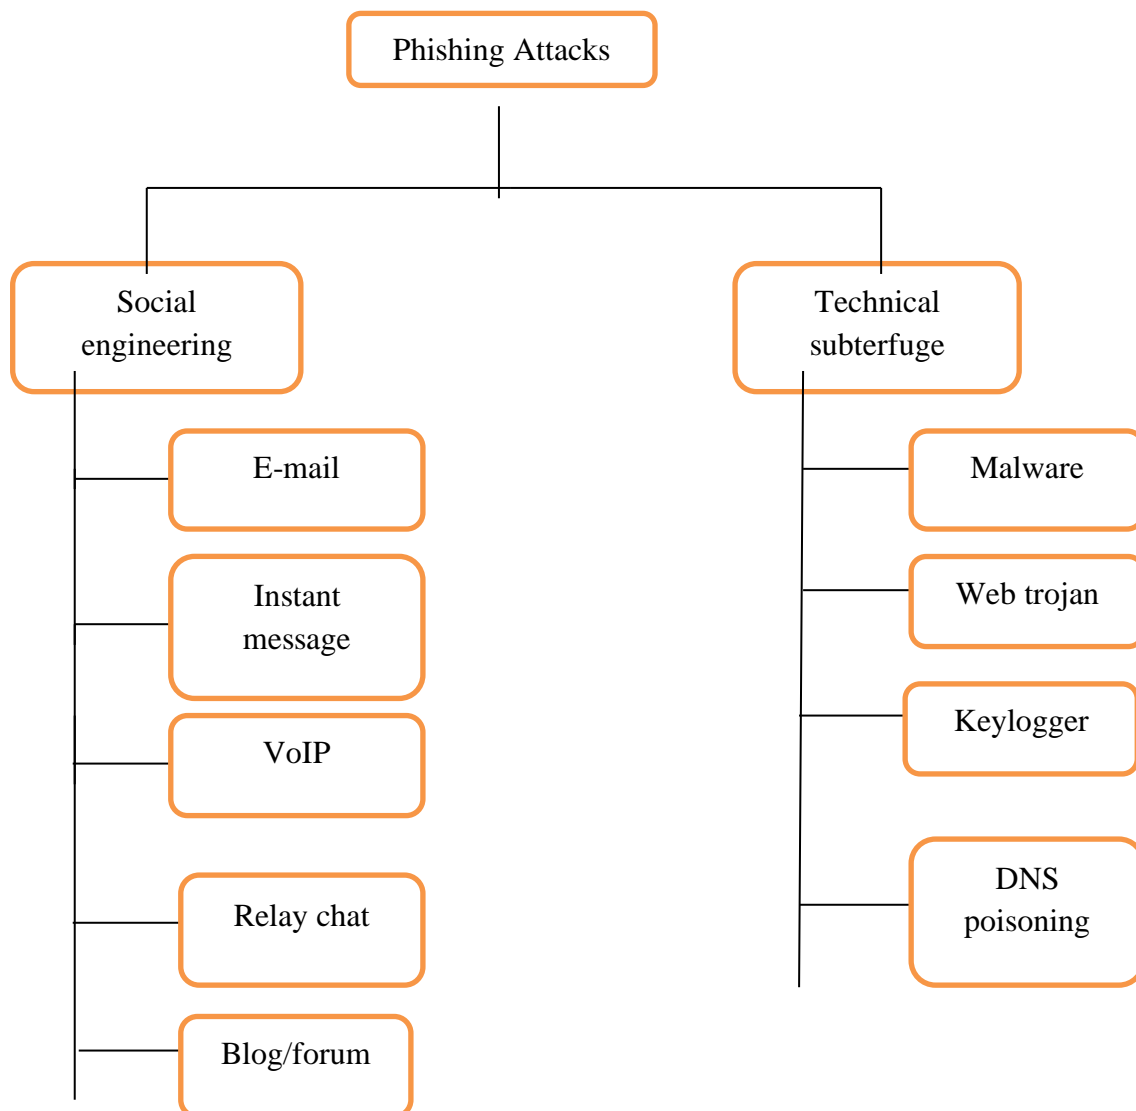 Phishing Attacks
Social
engineering
E-mail
Instant
message
VoIP
Relay chat
Blog/forum
Technical
subterfuge
Malware
Web trojan
Keylogger
DNS
poisoning